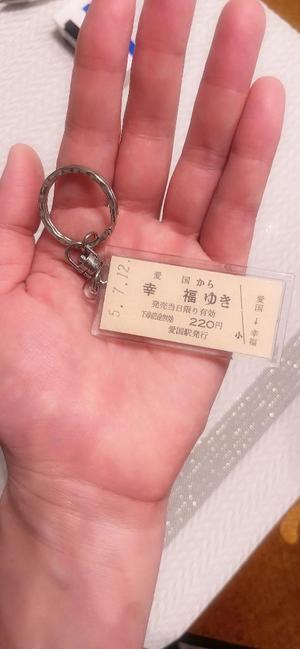 5.7.12.
愛国から
幸福ゆき
発売当日限り有効
下車前途無効 220円
愛国駅発行
愛国→幸福
小